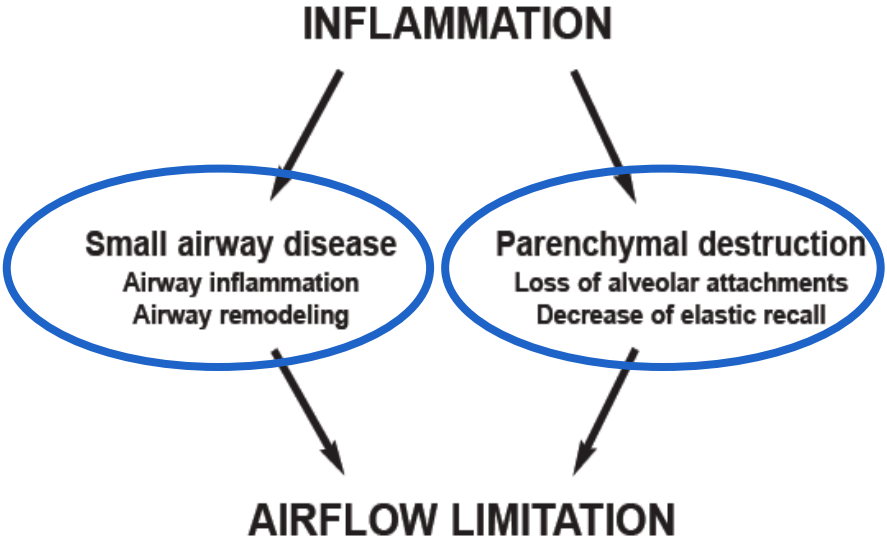 INFLAMMATION
Small airway disease
Airway inflammation
Airway remodeling
Parenchymal destruction
Loss of alveolar attachments
Decrease of elastic recall
AIRFLOW LIMITATION